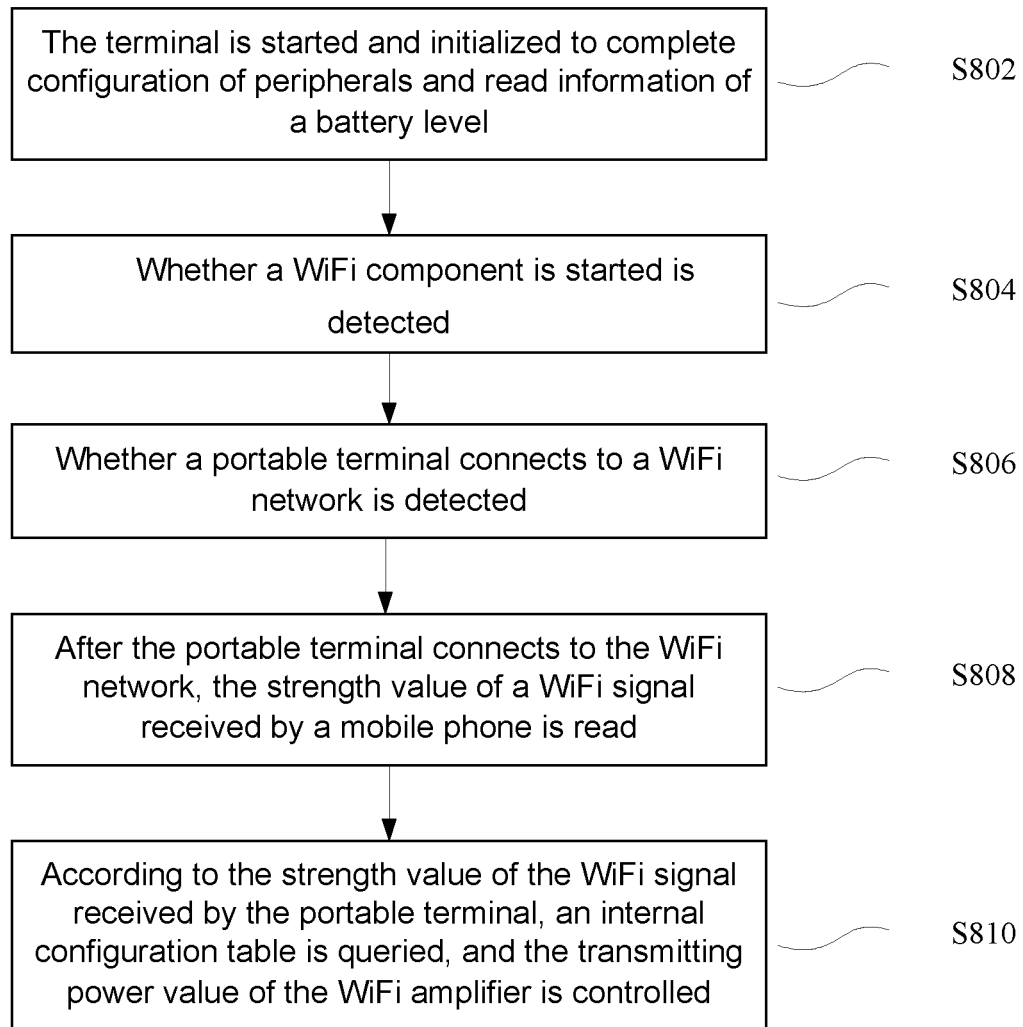 The terminal is started and initialized to complete
configuration of peripherals and read information of
a battery level
S802
Whether a WiFi component is started is
detected
S804
Whether a portable terminal connects to a WiFi
network is detected
S806
After the portable terminal connects to the WiFi
network, the strength value of a WiFi signal
received by a mobile phone is read
S808
According to the strength value of the WiFi signal
received by the portable terminal, an internal
configuration table is queried, and the transmitting
power value of the WiFi amplifier is controlled
S810